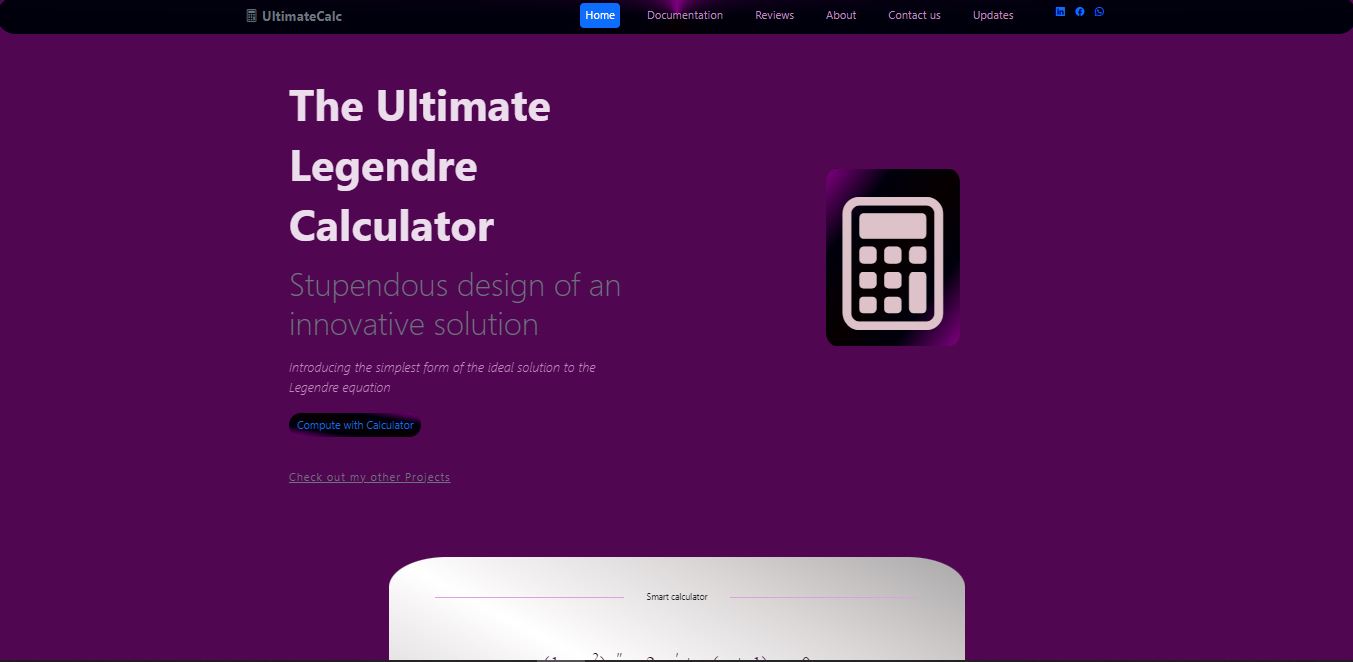 UltimateCalc Home Documentation Reviews About Contact us Updates
The Ultimate
Legendre
Calculator
Stupendous design of an
innovative solution
Introducing the simplest form of the ideal solution to the
Legendre equation
Compute with Calculator
Check out my other Projects
Smart calculator